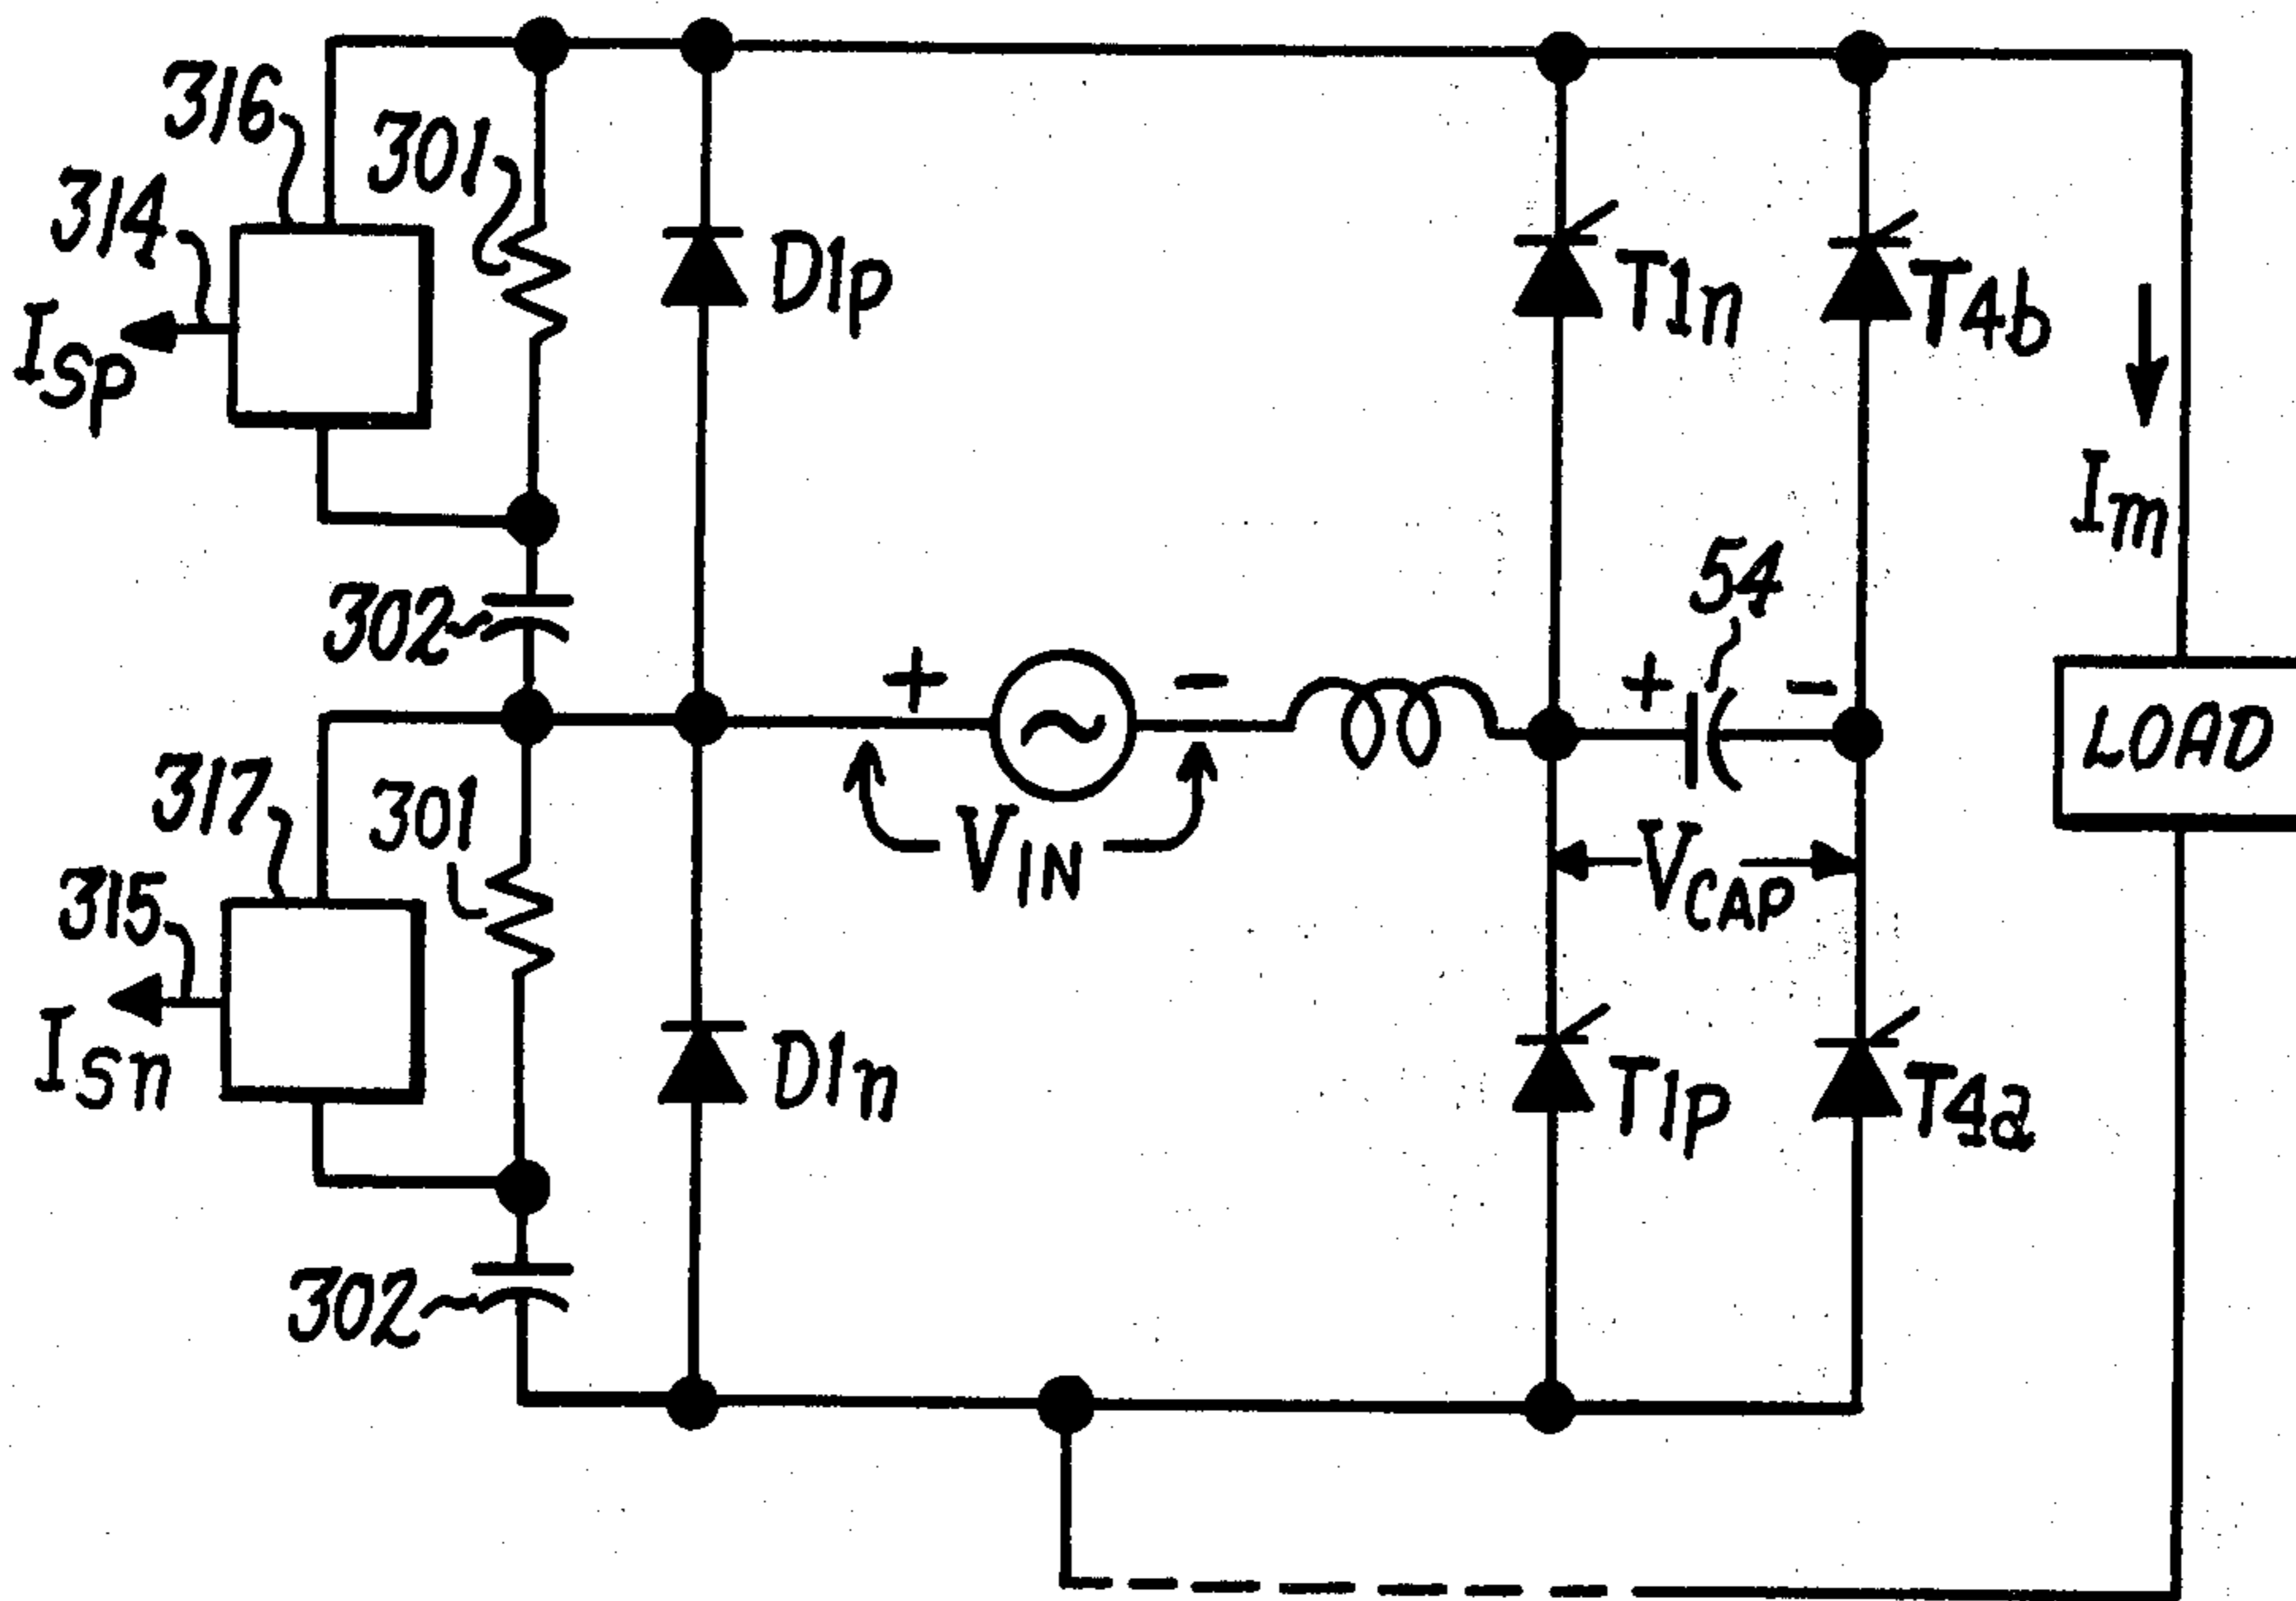 316
301
314
ISp
D1p
T1n
T4b
Im
302
54
+
-
+
-
LOAD
317
301
VIN
VCAP
315
ISn
D1n
T1p
T4a
302